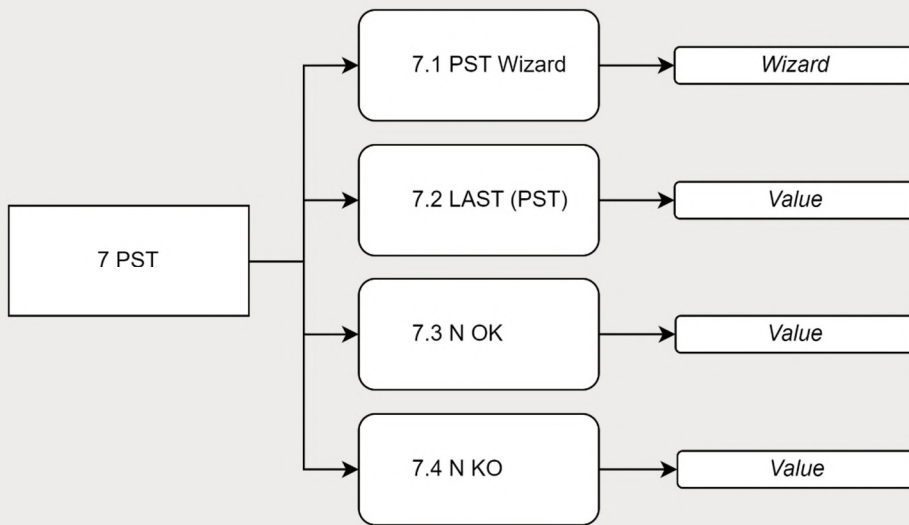 7.1 PST Wizard
Wizard
7.2 LAST (PST)
Value
7 PST
7.3 N OK
Value
7.4 N KO
Value